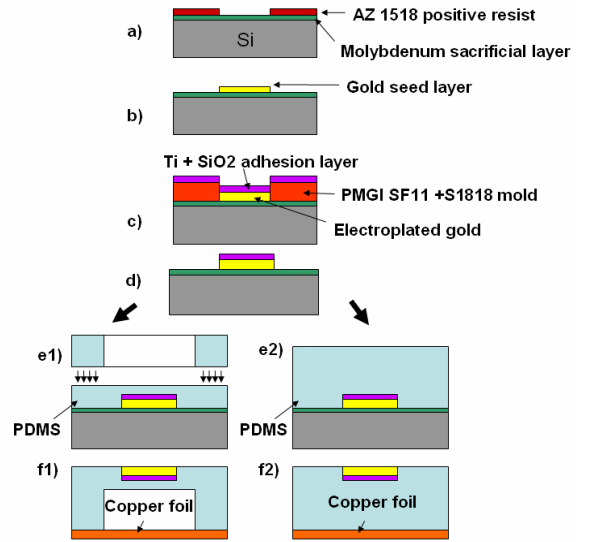 AZ 1518 positive resist
a)
Si
Molybdenum sacrificial layer
Gold seed layer
b)
Ti + SiO2 adhesion layer
PMGI SF11 +S1818 mold
c)
Electroplated gold
d)
e1)
e2)
PDMS
PDMS
f1)
f2)
Copper foil
Copper foil